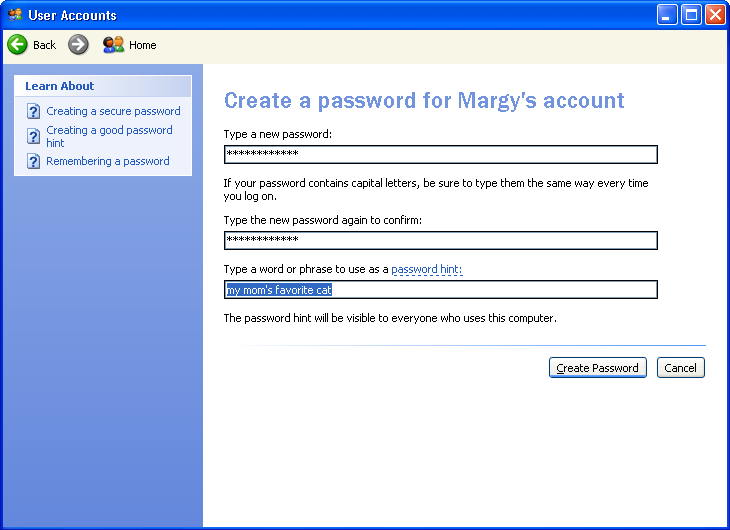 User Accounts
Back Home
Learn About
Creating a secure password
Creating a good password
hint
Remembering a password
Create a password for Margy's account
Type a new password:
************
If your password contains capital letters, be sure to type them the same way every time
you log on.
Type the new password again to confirm:
************
Type a word or phrase to use as a password hint:
my mom's favorite cat
The password hint will be visible to everyone who uses this computer.
Create Password Cancel